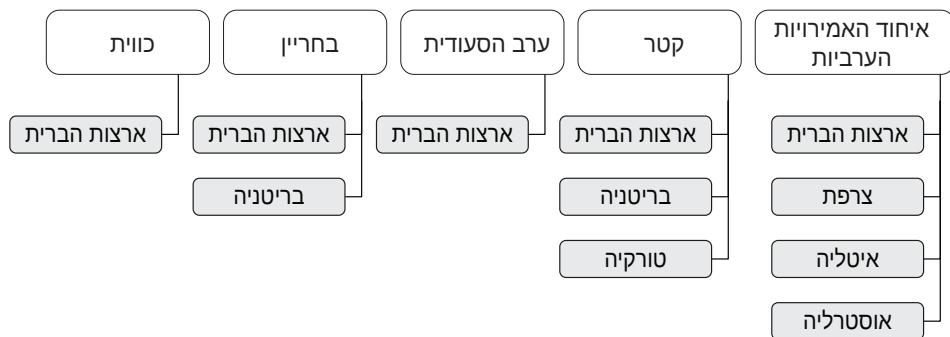 איחוד האמירויות
הערביות
קטר
ערב הסעודית
בחריין
כווית
ארצות הברית
ארצות הברית
ארצות הברית
ארצות הברית
ארצות הברית
צרפת
בריטניה
בריטניה
איטליה
טורקיה
אוסטרליה